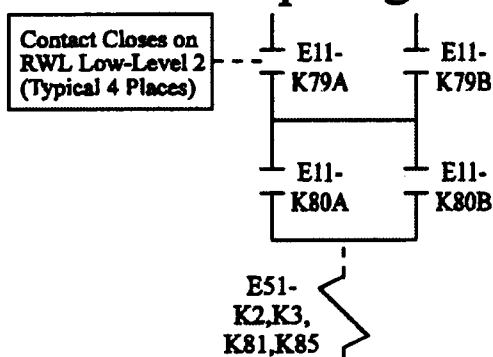 Contact Closes on
RWL Low-Level 2
(Typical 4 Places)
E11-
K79A
E11-
K79B
E11-
K80A
E11-
K80B
E51-
K2,K3,
K81,K85